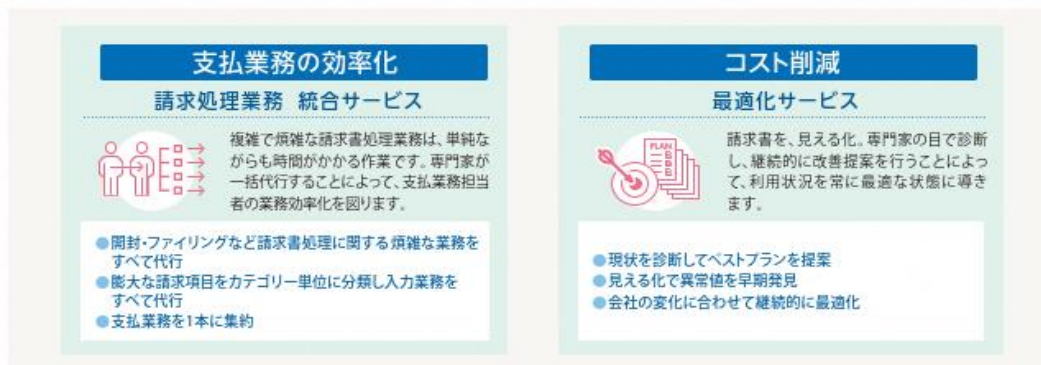 支払業務の効率化
請求処理業務 統合サービス
複雑で煩雑な請求書処理業務は、単純な
がらも時間がかかる作業です。専門家が
一括代行することによって、支払業務担当
者の業務効率化を図ります。
●開封・ファイリングなど請求書処理に関する煩雑な業務を
すべて代行
●膨大な請求項目をカテゴリー単位に分類し入力業務を
すべて代行
●支払業務を1本に集約
コスト削減
最適化サービス
PLAN
請求書を、見える化。専門家の目で診断
し、継続的に改善提案を行うことによっ
て、利用状況を常に最適な状態に導き
ます。
●現状を診断してベストプランを提案
●見える化で異常値を早期発見
●会社の変化に合わせて継続的に最適化